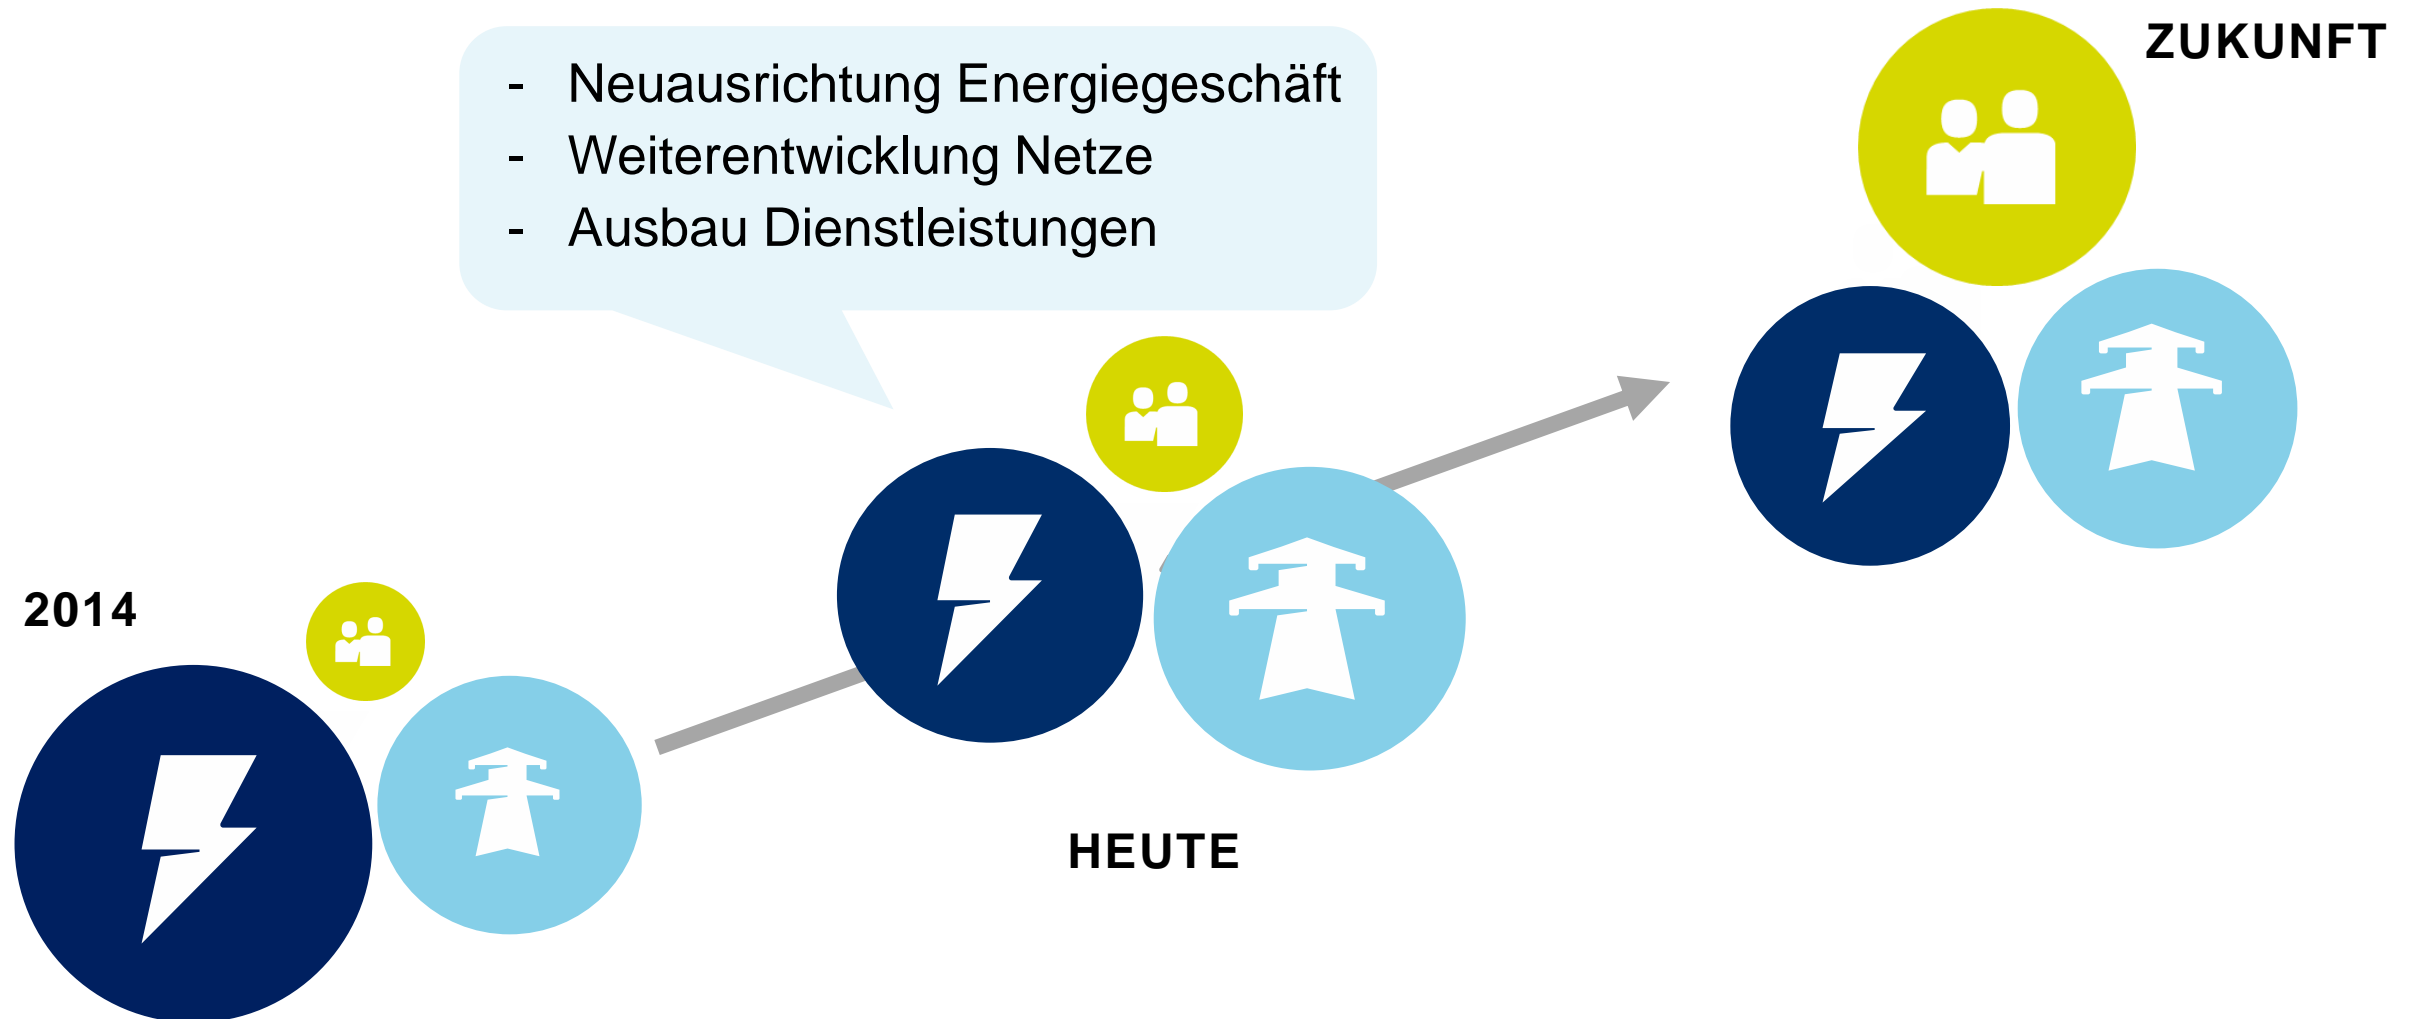 ZUKUNFT
- Neuausrichtung Energiegeschäft
- Weiterentwicklung Netze
- Ausbau Dienstleistungen
2014
HEUTE